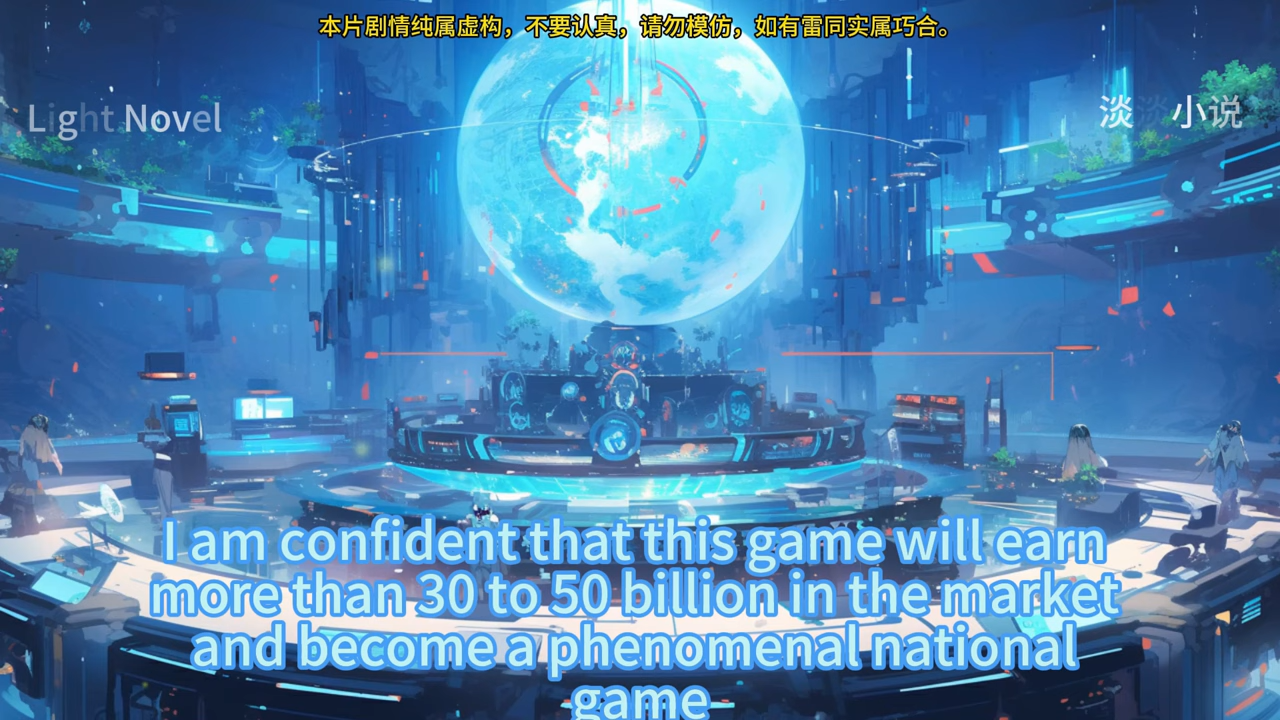 本片剧情纯属虚构，不要认真，请勿模仿，如有雷同实属巧合。
Light Novel
淡淡小说
I am confident that this game will earn
more than 30 to 50 billion in the market
and become a phenomenal national
game